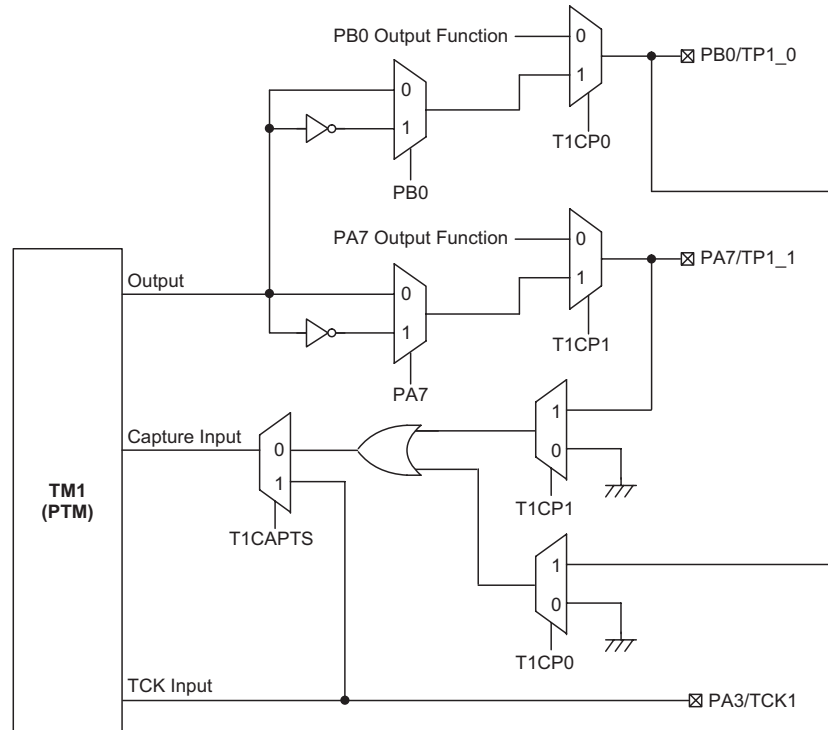 PB0 Output Function
0
1
T1CP0
PB0/TP1_0
0
1
PB0
PA7 Output Function
0
1
T1CP1
PA7/TP1_1
Output
0
1
PA7
Capture Input
0
1
T1CAPTS
1
0
T1CP1
TM1
(PTM)
1
0
T1CP0
TCK Input
PA3/TCK1